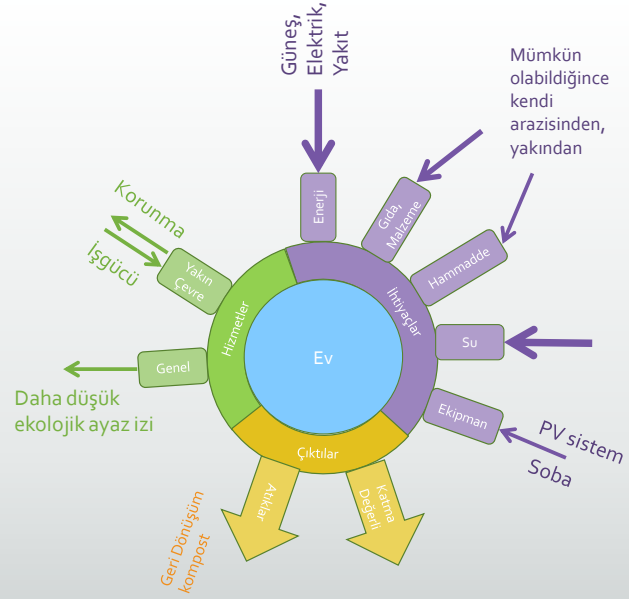 Güneş,
Elektrik,
Yakıt
Mümkün
olabildiğince
kendi
arazisinden,
yakından
Enerji
Gıda,
Malzeme
Hammadde
Su
Ekipman
PV sistem
Soba
İhtiyaçlar
Ev
Hizmetler
Korunma
İşgücü
Yakın
Çevre
Genel
Daha düşük
ekolojik ayaz izi
Çıktılar
Atıklar
Katma
Değerli
Geri Dönüşüm
kompost